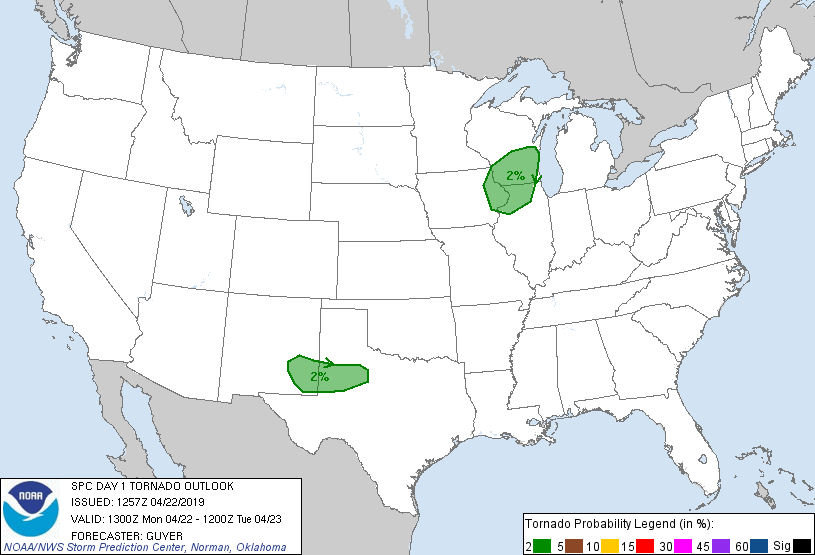 2%
2%
NOAA
SPC DAY 1 TORNADO OUTLOOK
ISSUED: 1257Z 04/22/2019
VALID: 1300Z Mon 04/22 - 1200Z Tue 04/23
FORECASTER: GUYER
NOAA/NWS Storm Prediction Center, Norman, Oklahoma
Tornado Probability Legend (in %):
2 5 10 15 30 45 60 Sig